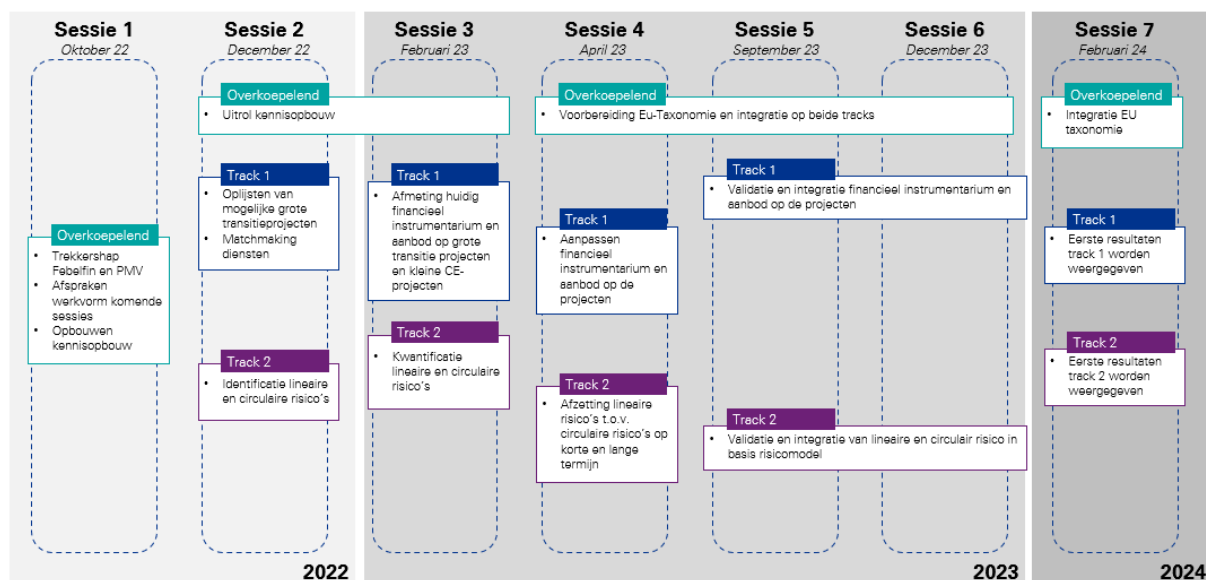 Sessie 1
Oktober 22
Sessie 2
December 22
Sessie 3
Februari 23
Sessie 4
April 23
Sessie 5
September 23
Sessie 6
December 23
Sessie 7
Februari 24
Overkoepelend
• Trekkershap
Febelfin en PMV
• Afspraken
werkvorm komende
sessies
• Opbouwen
kennisopbouw
Overkoepelend
• Uitrol kennisopbouw
Track 1
• Oplijsten van
mogelijke grote
transitieprojecten
• Matchmaking
diensten
Track 2
• Identificatie lineaire
en circulaire risico's
Track 1
• Afmeting huidig
financieel
instrumentarium en
aanbod op grote
transitie projecten
en kleine CE-
projecten
Track 2
• Kwantificatie
lineaire en circulaire
risico's
Overkoepelend
• Voorbereiding Eu-Taxonomie en integratie op beide tracks
Track 1
• Aanpassen
financieel
instrumentarium en
aanbod op de
projecten
Track 2
• Afzetting lineaire
risico's t.o.v.
circulaire risico's op
korte en lange
termijn
Track 1
• Validatie en integratie financieel instrumentarium en
aanbod op de projecten
Track 2
• Validatie en integratie van lineaire en circulair risico in
basis risicomodel
Overkoepelend
• Integratie EU
taxonomie
Track 1
• Eerste resultaten
track 1 worden
weergegeven
Track 2
• Eerste resultaten
track 2 worden
weergegeven
2022
2023
2024